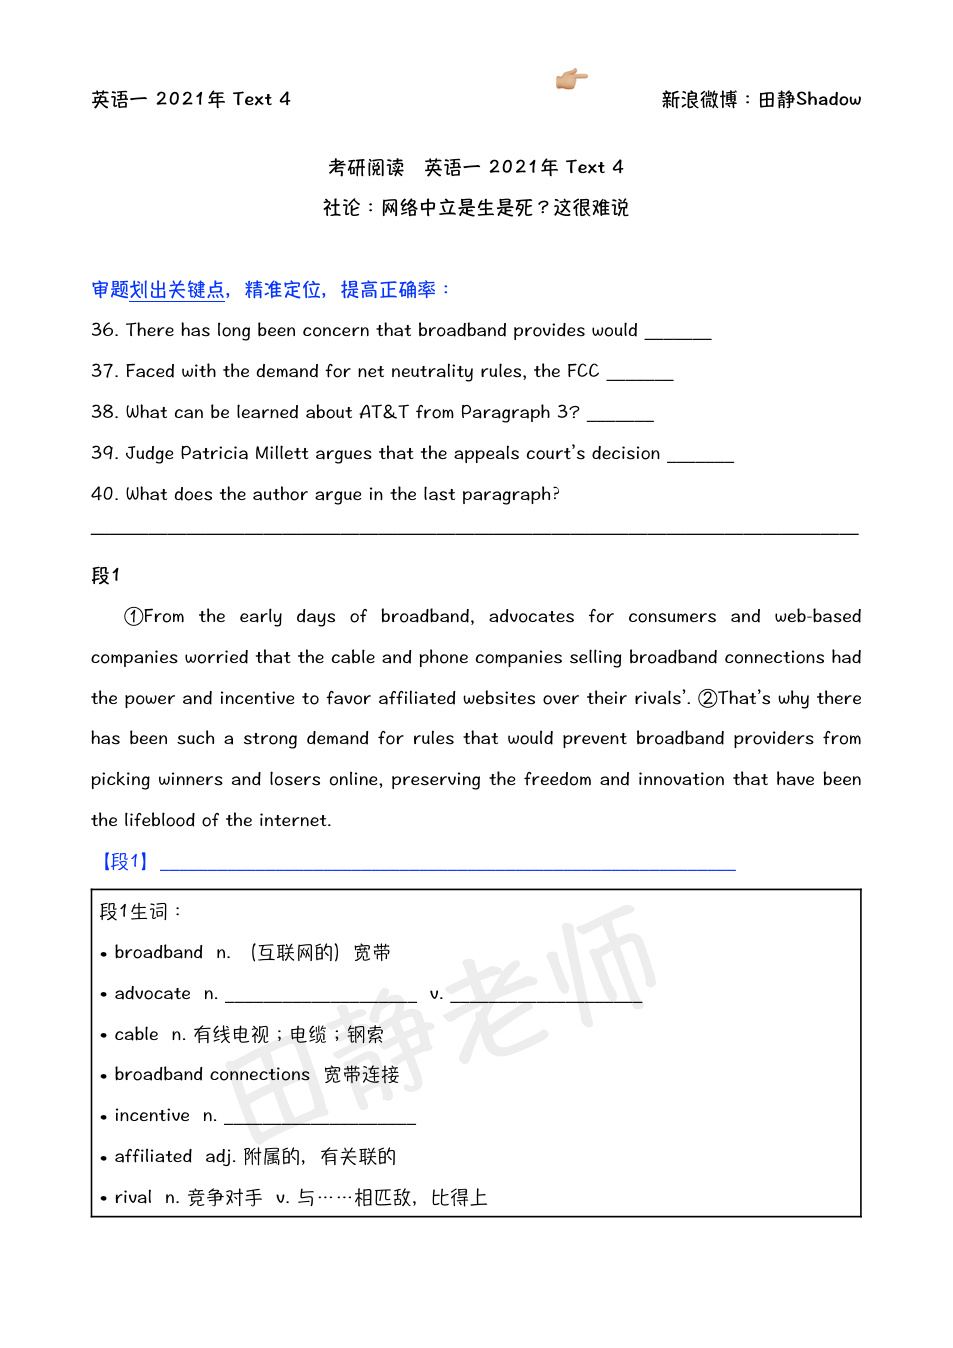 英语一 2021年 Text 4
新浪微博：田静Shadow
考研阅读 英语一 2021年 Text 4
社论：网络中立是生是死？这很难说
审题划出关键点，精准定位，提高正确率：
36. There has long been concern that broadband provides would _______
37. Faced with the demand for net neutrality rules, the FCC _______
38. What can be learned about AT&T from Paragraph 3? _______
39. Judge Patricia Millett argues that the appeals court's decision _______
40. What does the author argue in the last paragraph?
段1
①From the early days of broadband, advocates for consumers and web-based
companies worried that the cable and phone companies selling broadband connections had
the power and incentive to favor affiliated websites over their rivals'. ②That's why there
has been such a strong demand for rules that would prevent broadband providers from
picking winners and losers online, preserving the freedom and innovation that have been
the lifeblood of the internet.
【段1】____________________________________________________________
段1生词：
• broadband n. （互联网的）宽带
• advocate n. ____________________ v. ____________________
• cable n. 有线电视；电缆；钢索
• broadband connections 宽带连接
• incentive n. ____________________
• affiliated adj. 附属的，有关联的
• rival n. 竞争对手 v. 与……相匹敌，比得上
田静老师